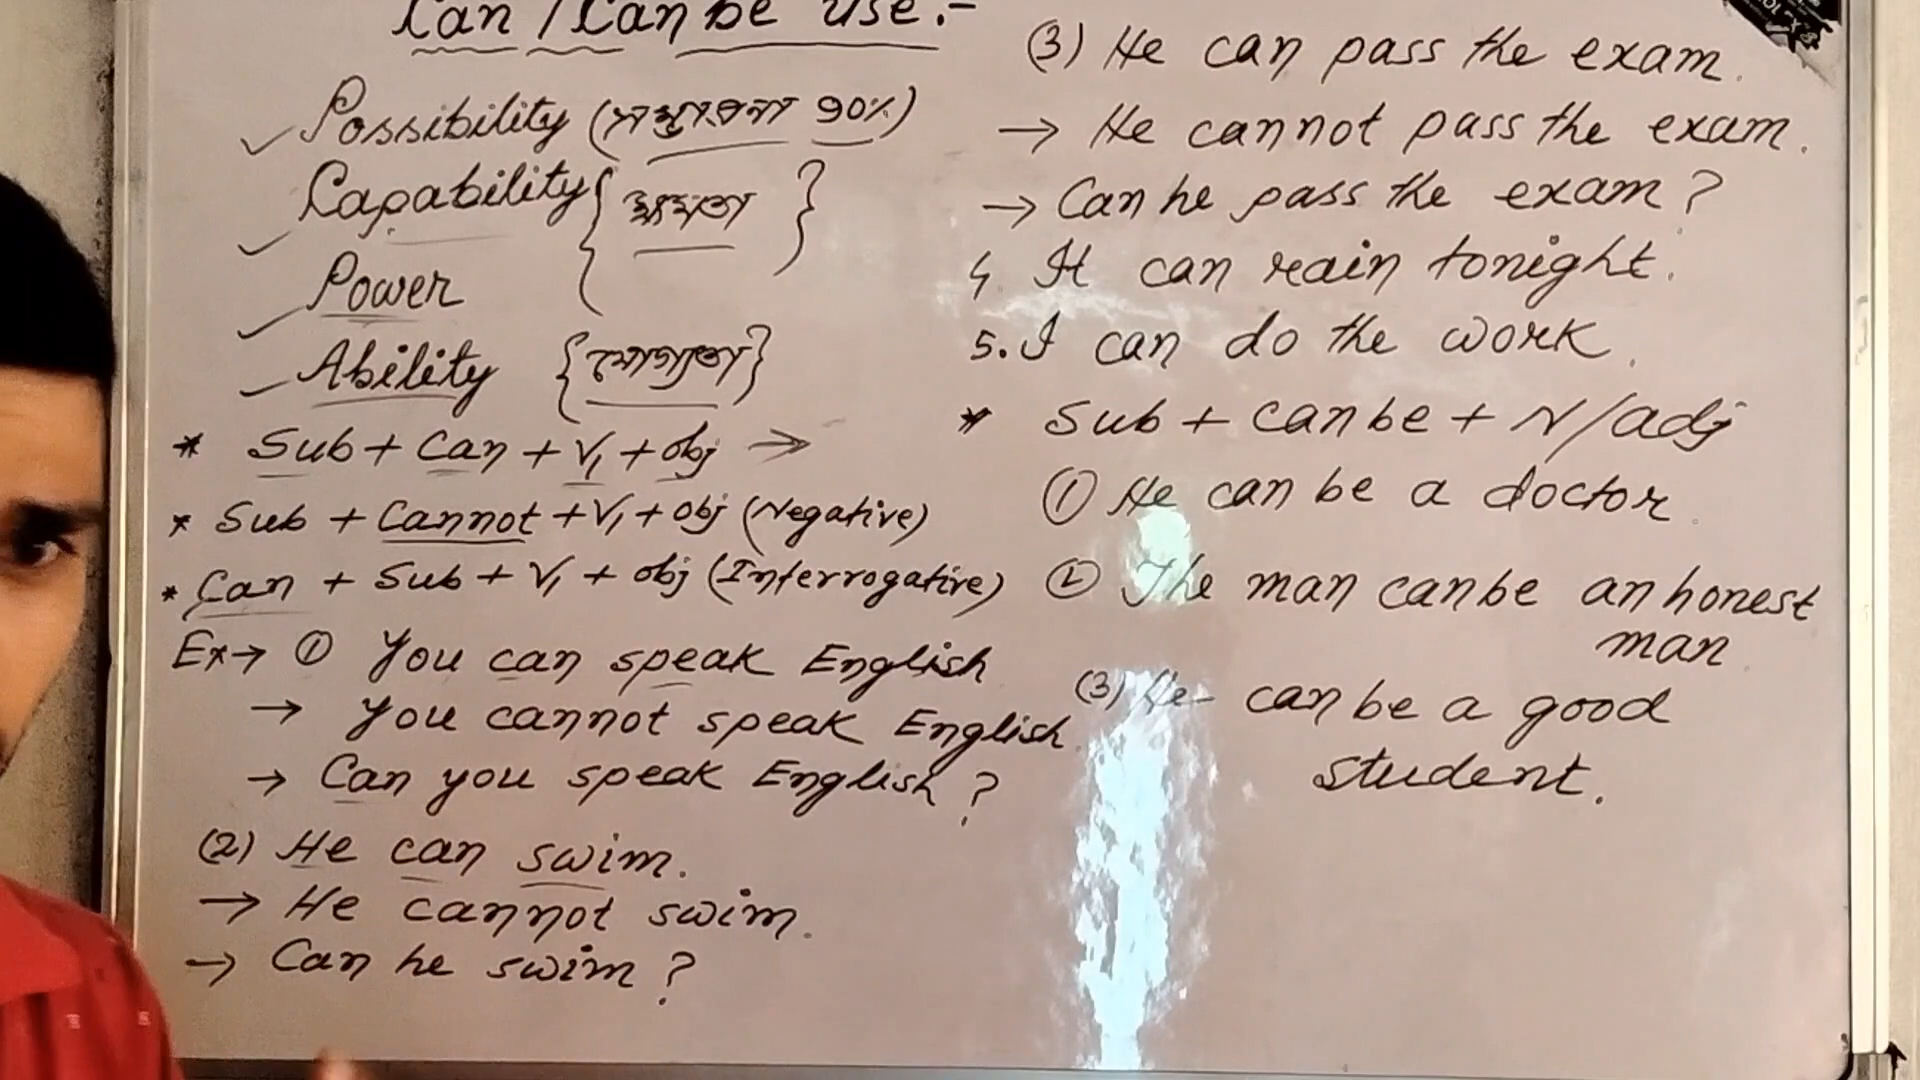 Can / Can be use :-
Possibility (সম্ভাবনা 90%)
Capability { ক্ষমতা }
Power
Ability { যোগ্যতা }
* Sub + Can + V1 + obj →
* Sub + Cannot + V1 + obj (Negative)
* Can + Sub + V1 + obj (Interrogative)
Ex → ① You can speak English
→ You cannot speak English.
→ Can you speak English ?
(2) He can swim.
→ He cannot swim.
→ Can he swim ?
(3) He can pass the exam.
→ He cannot pass the exam.
→ Can he pass the exam ?
4. It can rain tonight.
5. I can do the work.
* Sub + can be + N/adj
① He can be a doctor.
② The man can be an honest
man
(3) He can be a good
student.